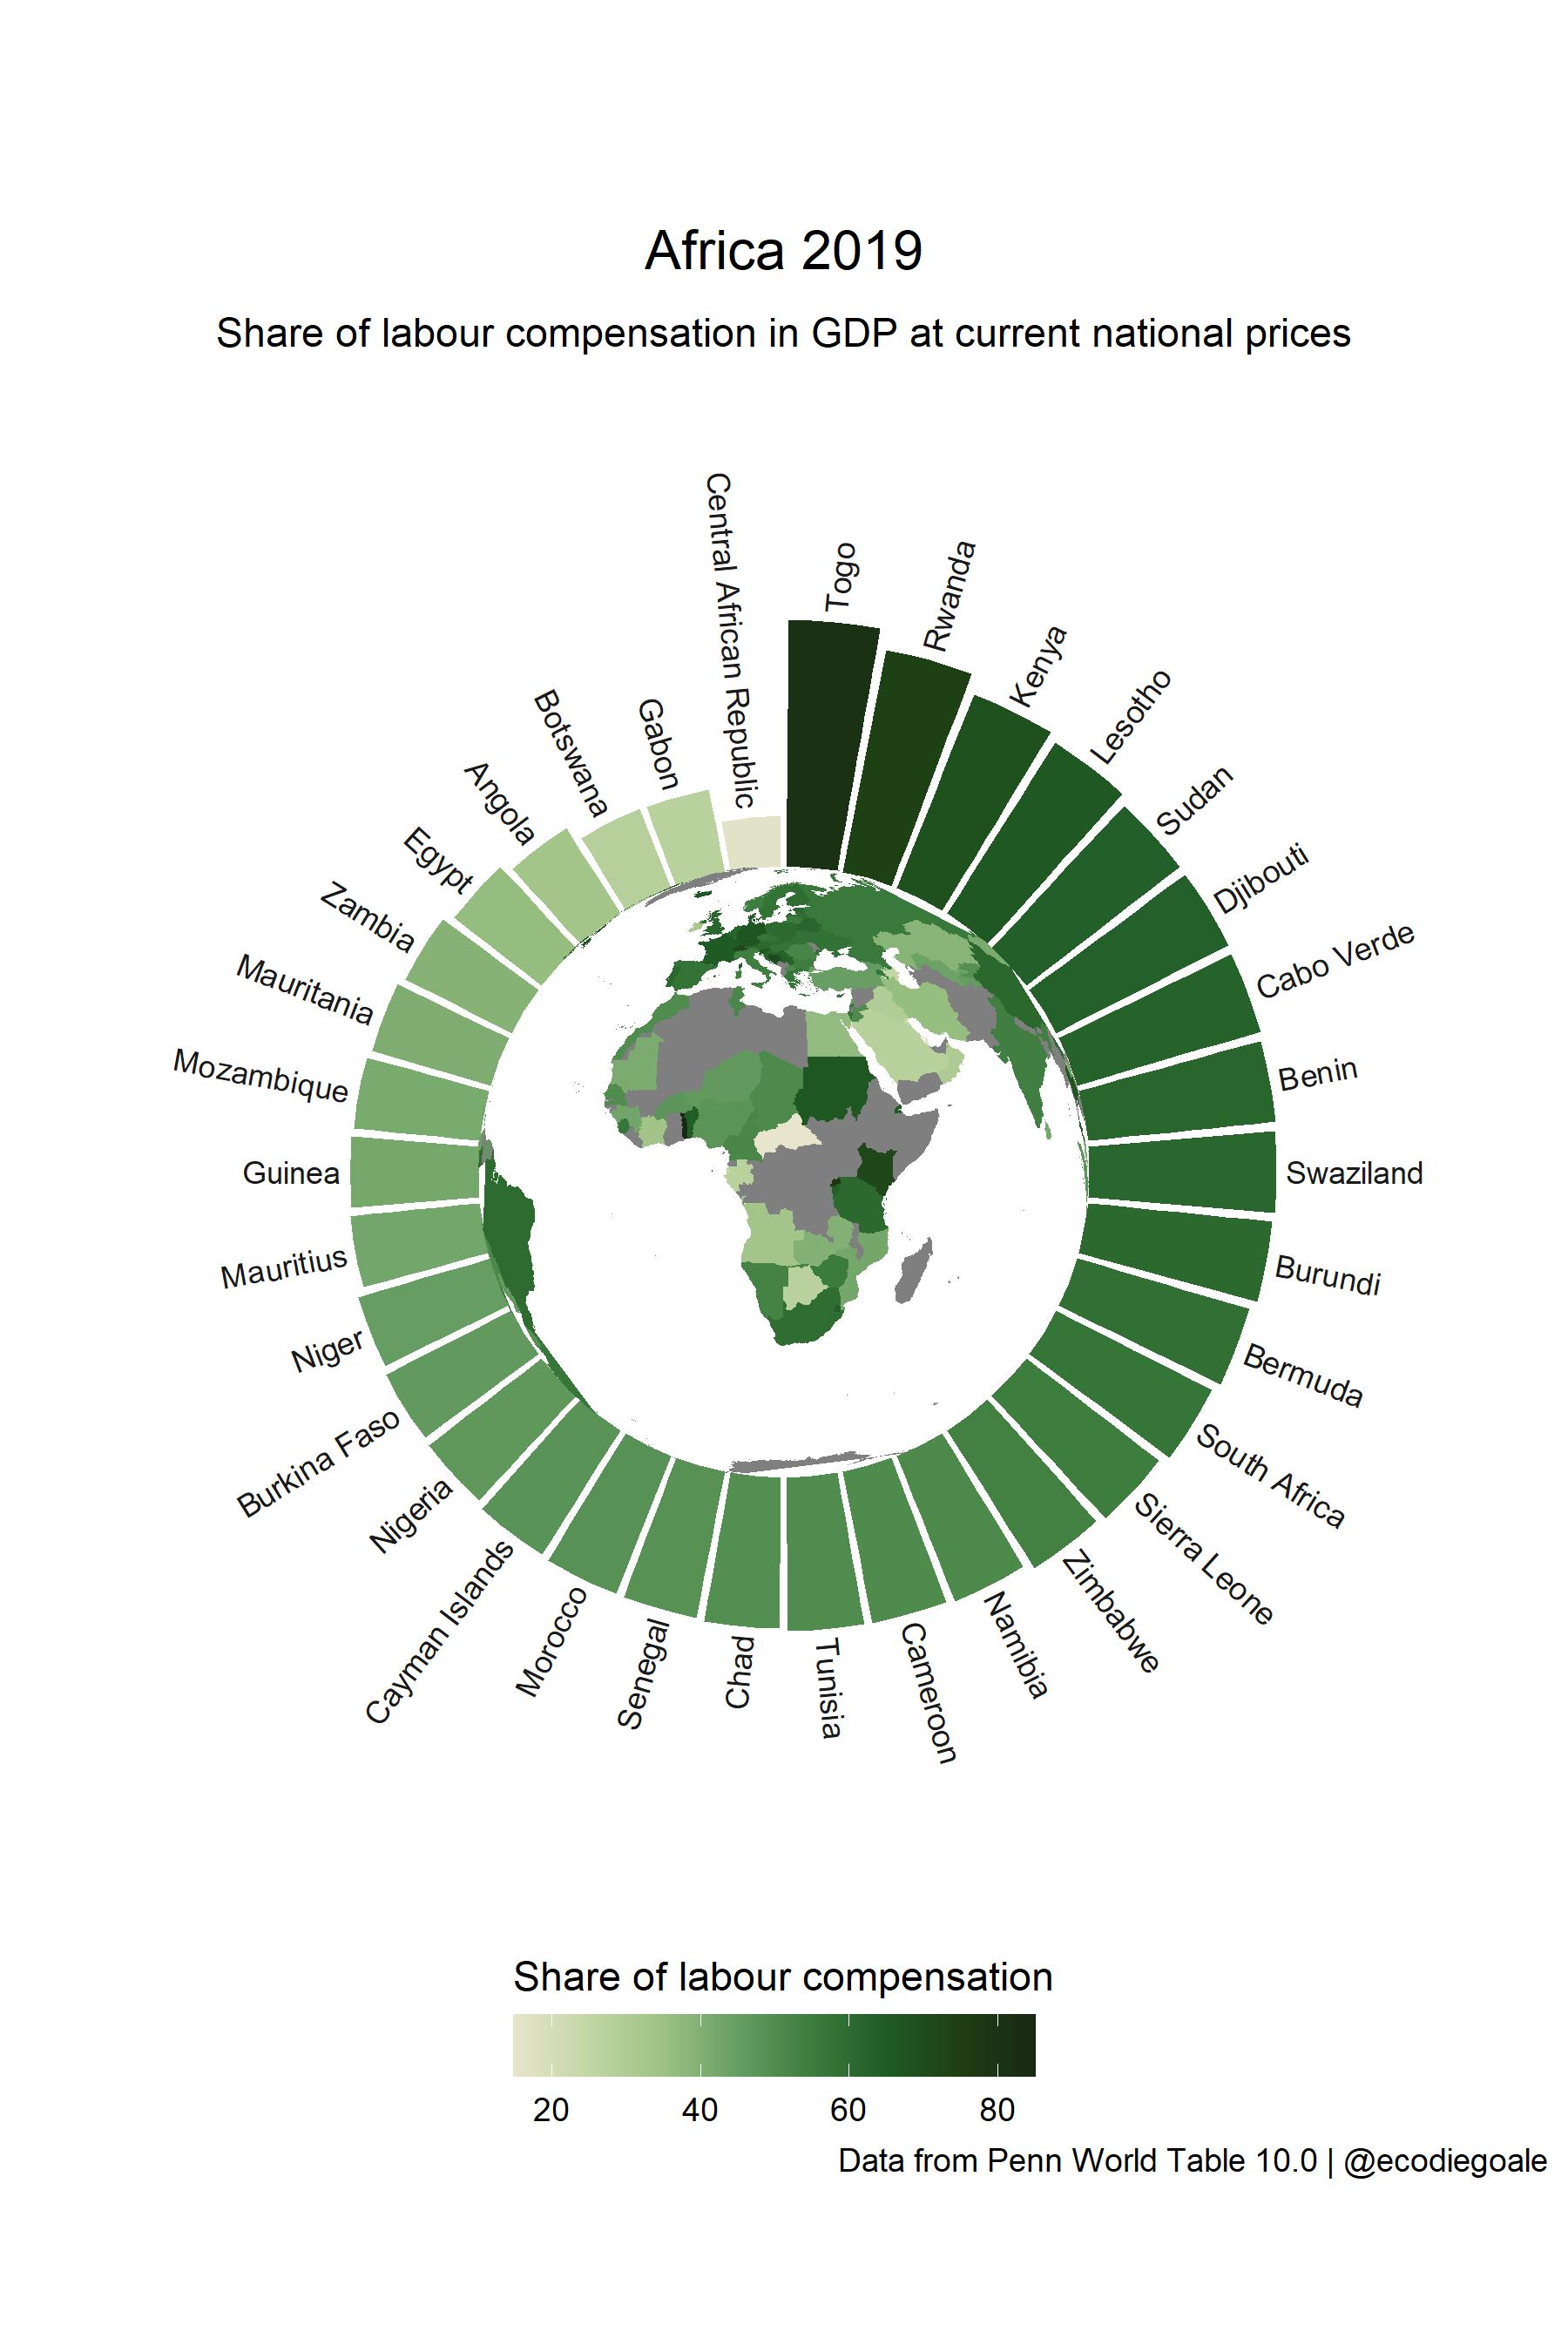 Africa 2019
Share of labour compensation in GDP at current national prices
Togo
Rwanda
Kenya
Lesotho
Sudan
Djibouti
Cabo Verde
Benin
Swaziland
Burundi
Bermuda
South Africa
Sierra Leone
Zimbabwe
Namibia
Cameroon
Tunisia
Chad
Senegal
Morocco
Cayman Islands
Nigeria
Burkina Faso
Niger
Mauritius
Guinea
Mozambique
Mauritania
Zambia
Egypt
Angola
Botswana
Gabon
Central African Republic
Share of labour compensation
20 40 60 80
Data from Penn World Table 10.0 | @ecodiegoale